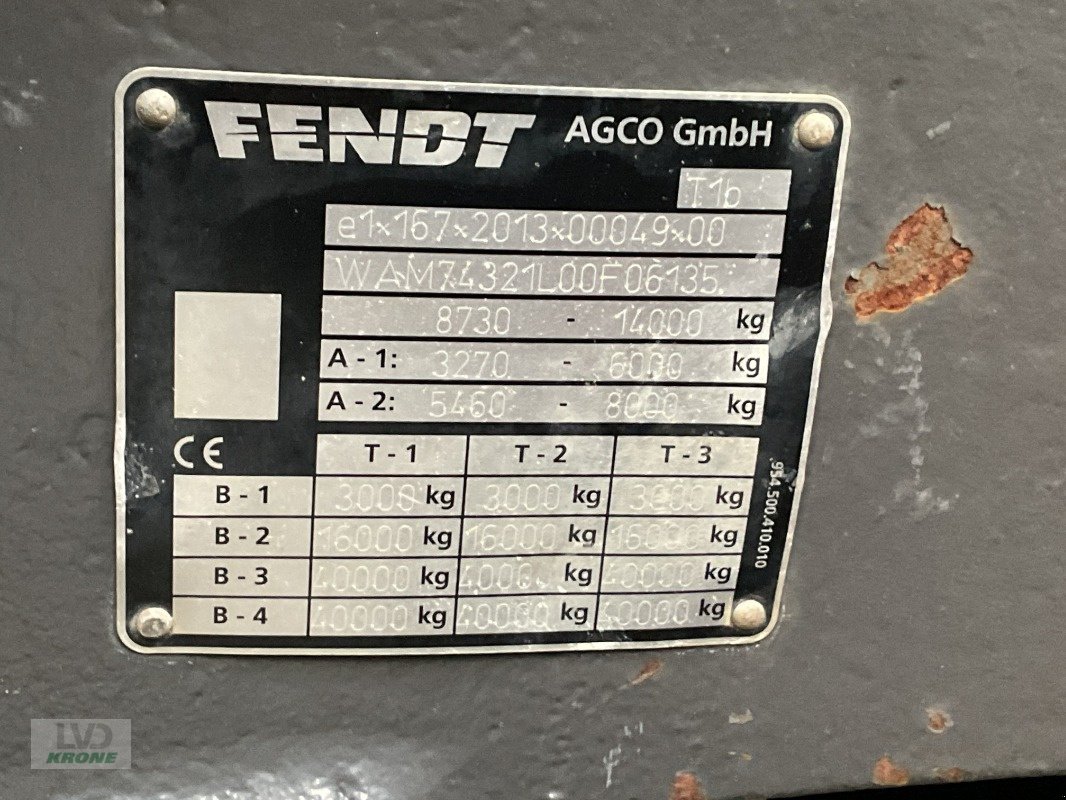 FENDT AGCO GmbH
T1b
e1*167*2013*00049*00
WAM74321L00F06135
8730 - 14000 kg
A - 1: 3270 - 6000 kg
A - 2: 5460 - 8000 kg
CE T - 1 T - 2 T - 3
B - 1 3000 kg 3000 kg 3000 kg
B - 2 16000 kg 16000 kg 16000 kg
B - 3 40000 kg 40000 kg 40000 kg
B - 4 40000 kg 40000 kg 40000 kg
.954.500.410.010
LVD
KRONE